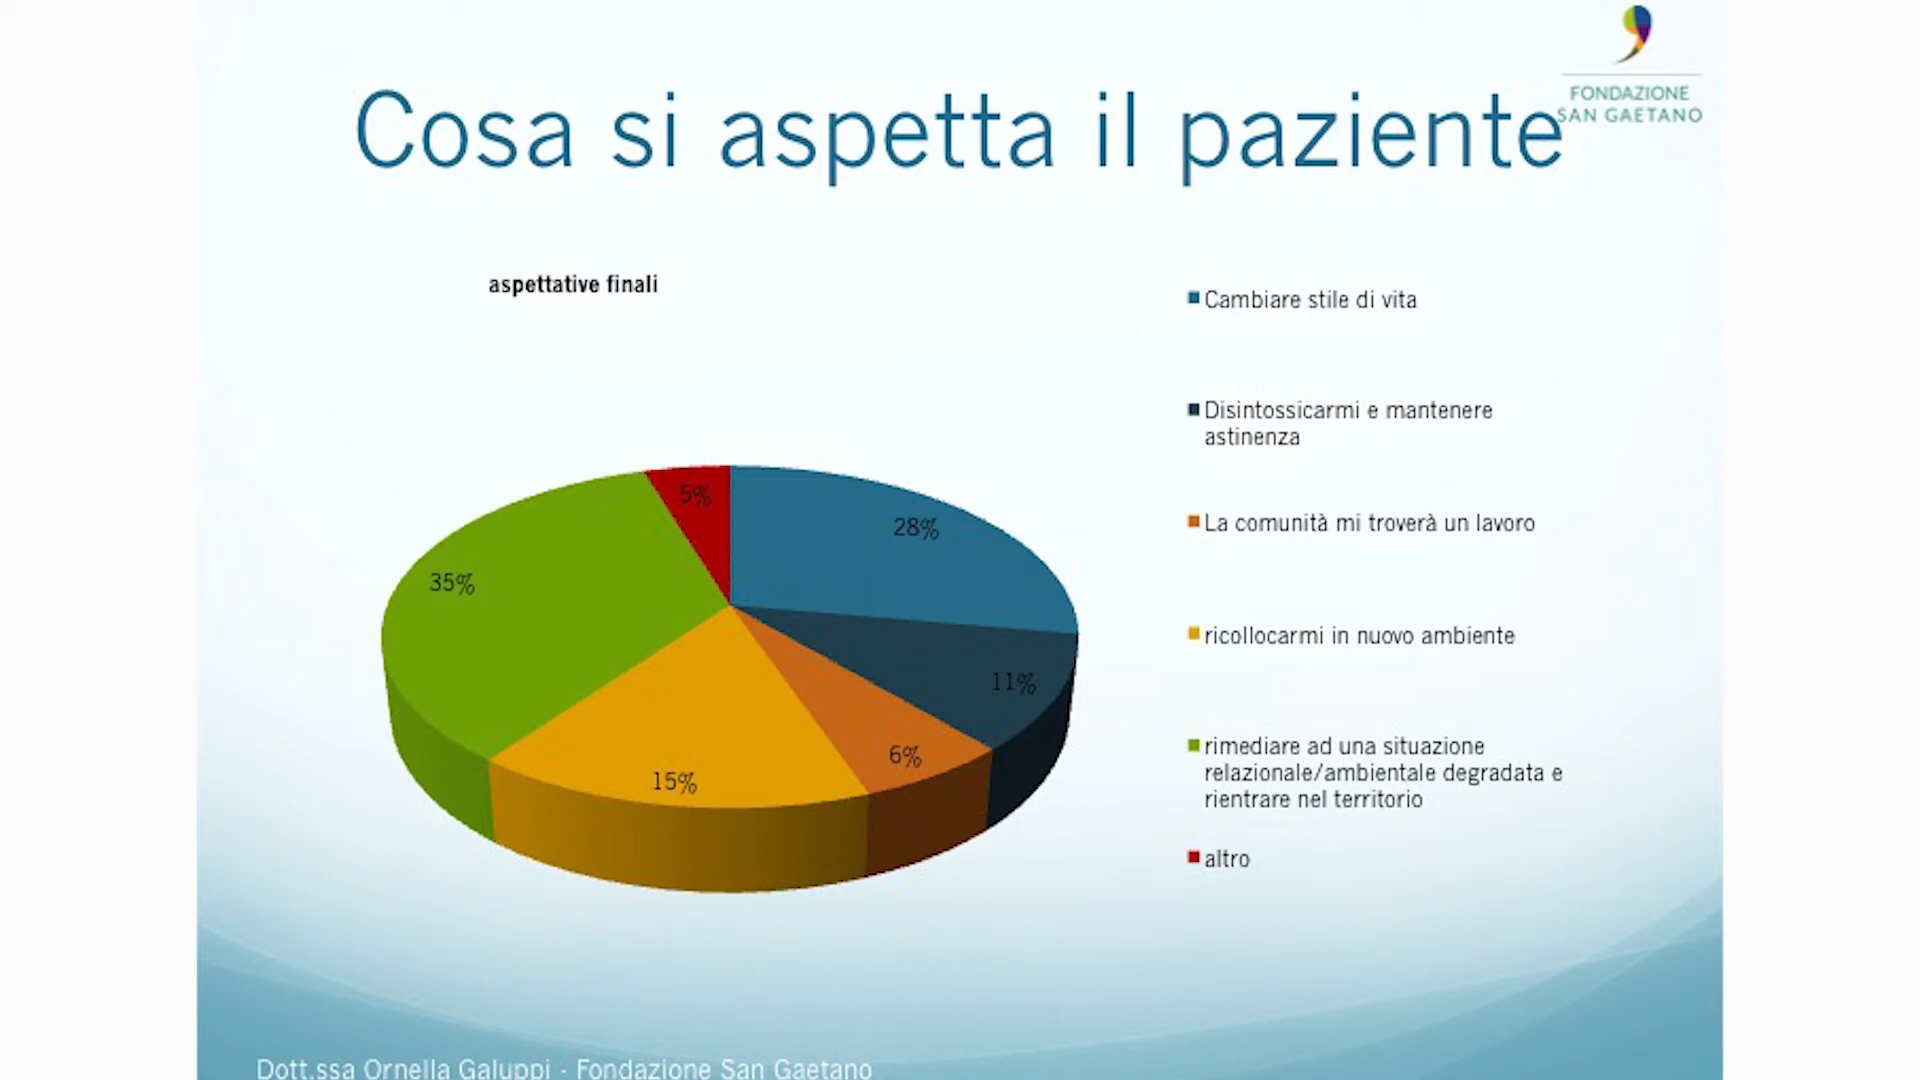 Cosa si aspetta il paziente
FONDAZIONE
SAN GAETANO
aspettative finali
5%
28%
35%
11%
6%
15%
Cambiare stile di vita
Disintossicarmi e mantenere
astinenza
La comunità mi troverà un lavoro
ricollocarmi in nuovo ambiente
rimediare ad una situazione
relazionale/ambientale degradata e
rientrare nel territorio
altro
Dott.ssa Ornella Galuppi - Fondazione San Gaetano